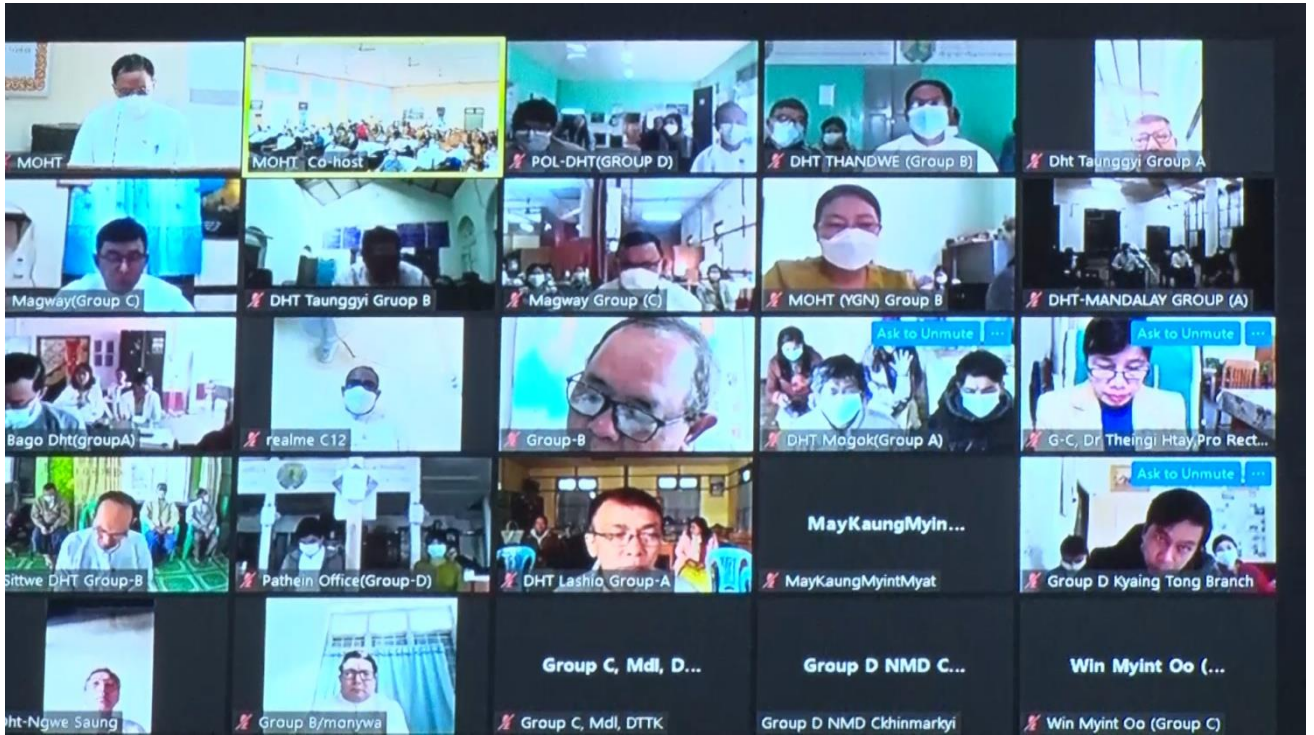 MOHT
MOHT Co-host
POL-DHT(GROUP D)
DHT THANDWE (Group B)
Dht Taunggyi Group A
Magway(Group C)
DHT Taunggyi Gruop B
Magway Group (C)
MOHT (YGN) Group B
DHT-MANDALAY GROUP (A)
Bago Dht(groupA)
realme C12
Group-B
Ask to Unmute ...
DHT Mogok(Group A)
Ask to Unmute ...
G-C, Dr Theingi Htay,Pro Rect...
Sittwe DHT Group-B
Pathein Office(Group-D)
DHT Lashio Group-A
MayKaungMyin...
MayKaungMyintMyat
Ask to Unmute ...
Group D Kyaing Tong Branch
Dht-Ngwe Saung
Group B/monywa
Group C, Mdl, D...
Group C, Mdl, DTTK
Group D NMD C...
Group D NMD Ckhinmarkyi
Win Myint Oo (...
Win Myint Oo (Group C)